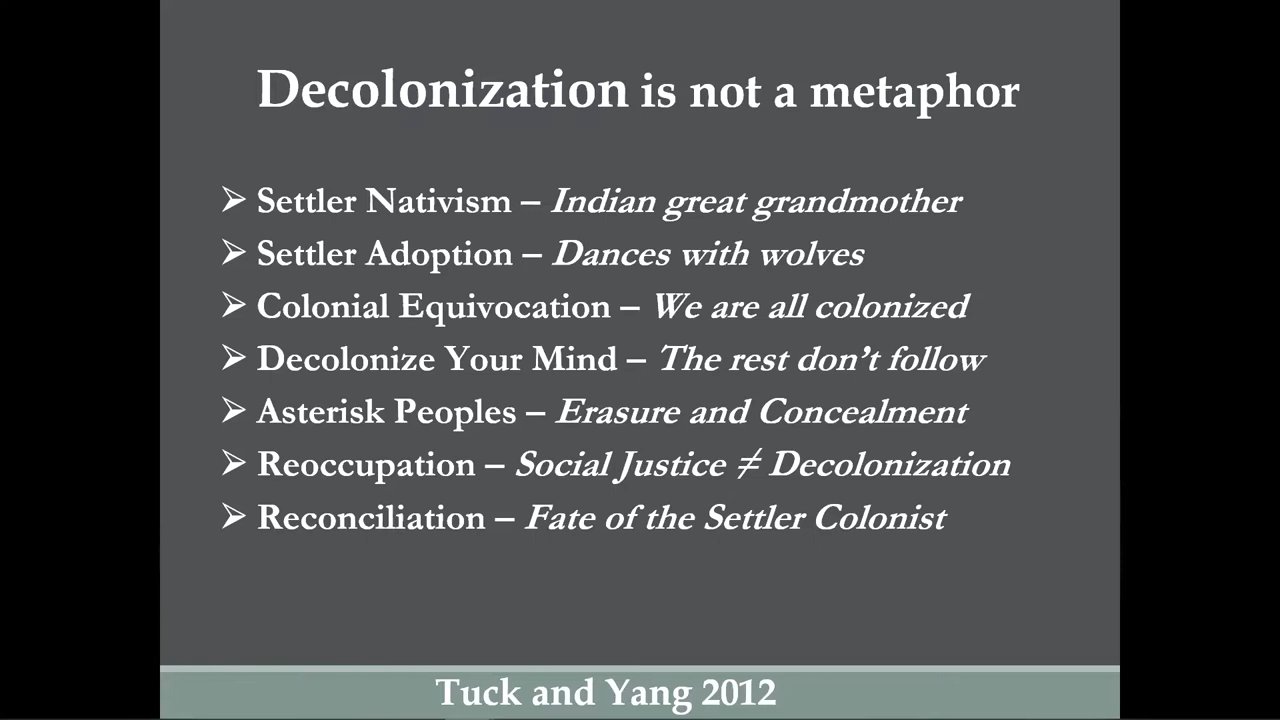 Decolonization is not a metaphor
➢ Settler Nativism – Indian great grandmother
➢ Settler Adoption – Dances with wolves
➢ Colonial Equivocation – We are all colonized
➢ Decolonize Your Mind – The rest don’t follow
➢ Asterisk Peoples – Erasure and Concealment
➢ Reoccupation – Social Justice ≠ Decolonization
➢ Reconciliation – Fate of the Settler Colonist
Tuck and Yang 2012